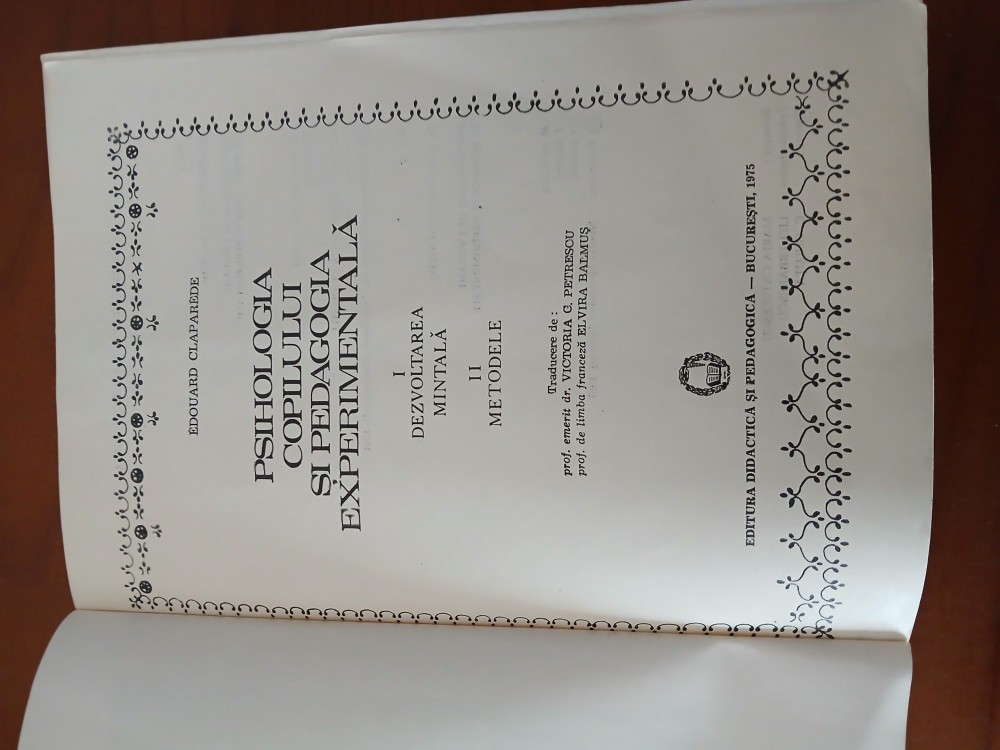 EDOUARD CLAPARÈDE
PSIHOLOGIA
COPILULUI
ȘI PEDAGOGIA
EXPERIMENTALĂ
I
DEZVOLTAREA
MINTALĂ
II
METODELE
Traducere de :
prof. emerit dr. VICTORIA C. PETRESCU
prof. de limba franceză ELVIRA BALMUȘ
EDITURA DIDACTICĂ ȘI PEDAGOGICĂ — BUCUREȘTI, 1975